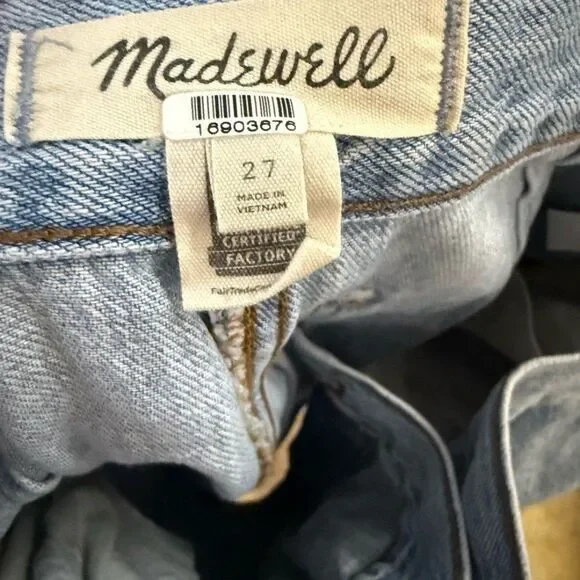 Madewell
16903676
27
MADE IN
VIETNAM
CERTIFIED
FACTORY